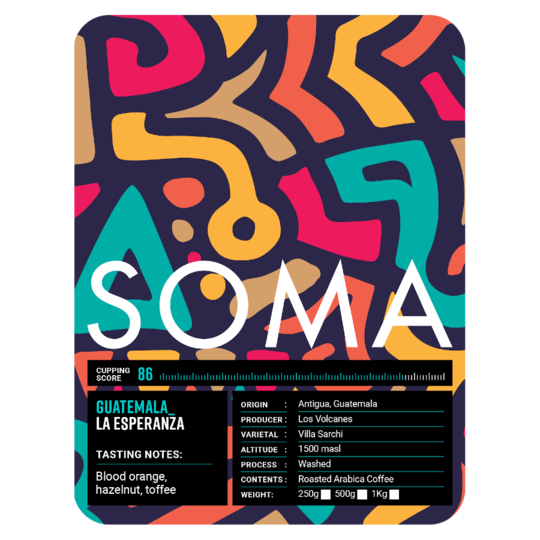 SOMA
CUPPING SCORE 86
GUATEMALA_
LA ESPERANZA
TASTING NOTES:
Blood orange,
hazelnut, toffee
ORIGIN : Antigua, Guatemala
PRODUCER : Los Volcanes
VARIETAL : Villa Sarchi
ALTITUDE : 1500 masl
PROCESS : Washed
CONTENTS : Roasted Arabica Coffee
WEIGHT: 250g 500g 1Kg